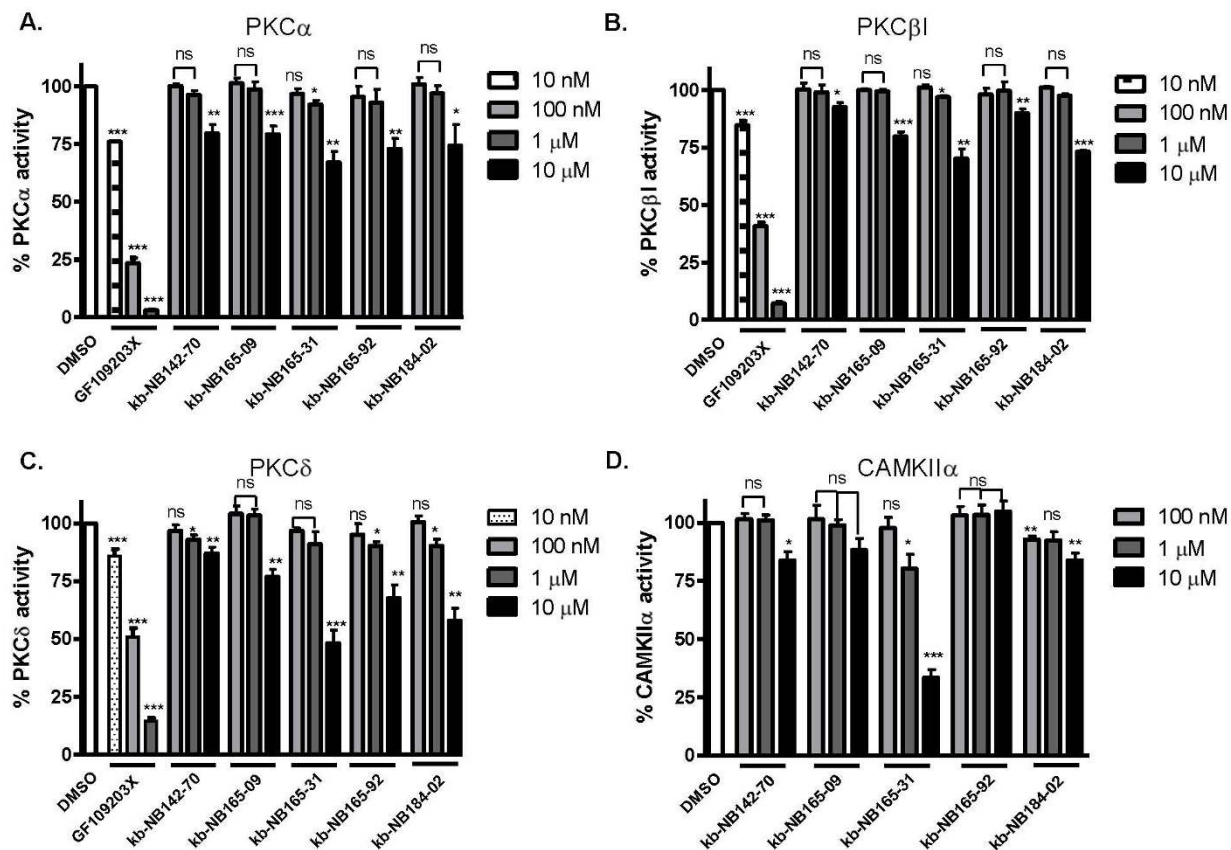 A.
PKCα
ns
ns
ns
*
ns
ns
***
***
***
**
***
**
**
*
% PKCα activity
100
75
50
25
0
DMSO
GF109203X
kb-NB142-70
kb-NB165-09
kb-NB165-31
kb-NB165-92
kb-NB184-02
10 nM
100 nM
1 μM
10 μM
B.
PKCβI
ns
ns
ns
*
ns
ns
***
***
***
*
***
**
**
***
% PKCβI activity
100
75
50
25
0
DMSO
GF109203X
kb-NB142-70
kb-NB165-09
kb-NB165-31
kb-NB165-92
kb-NB184-02
10 nM
100 nM
1 μM
10 μM
C.
PKCδ
***
***
***
ns
*
**
ns
**
ns
***
ns
*
**
ns
*
**
% PKCδ activity
100
75
50
25
0
DMSO
GF109203X
kb-NB142-70
kb-NB165-09
kb-NB165-31
kb-NB165-92
kb-NB184-02
10 nM
100 nM
1 μM
10 μM
D.
CAMKIIα
ns
*
ns
ns
*
***
ns
**
ns
**
% CAMKIIα activity
100
75
50
25
0
DMSO
kb-NB142-70
kb-NB165-09
kb-NB165-31
kb-NB165-92
kb-NB184-02
100 nM
1 μM
10 μM